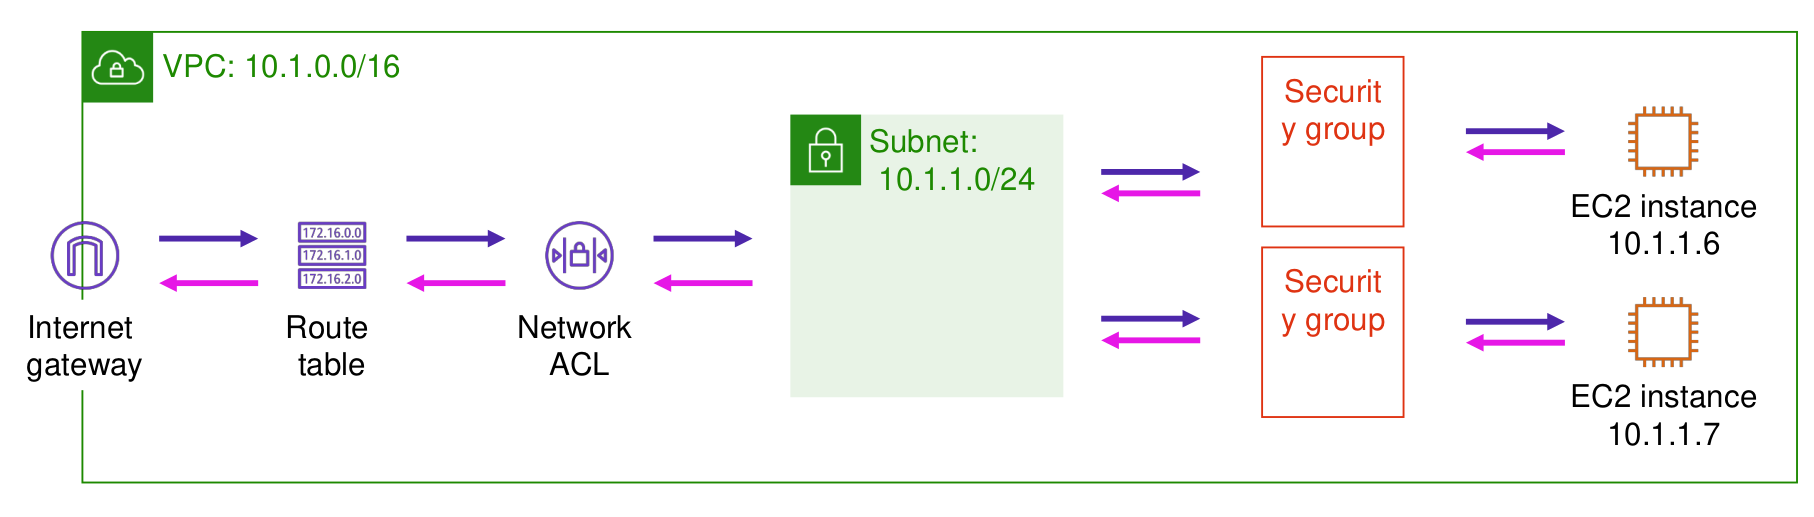 VPC: 10.1.0.0/16
Internet
gateway
172.16.0.0
172.16.1.0
172.16.2.0
Route
table
Network
ACL
Subnet:
10.1.1.0/24
Securit
y group
EC2 instance
10.1.1.6
Securit
y group
EC2 instance
10.1.1.7